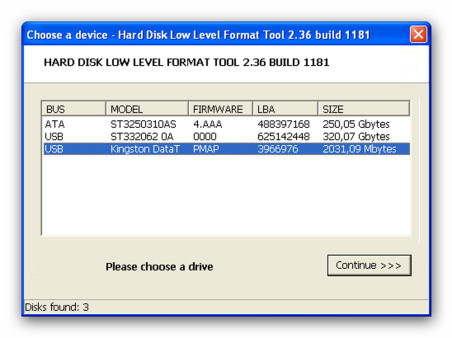 Choose a device - Hard Disk Low Level Format Tool 2.36 build 1181
HARD DISK LOW LEVEL FORMAT TOOL 2.36 BUILD 1181
BUS MODEL FIRMWARE LBA SIZE
ATA ST3250310AS 4.AAA 488397168 250,05 Gbytes
USB ST332062 0A 0000 625142448 320,07 Gbytes
USB Kingston DataT PMAP 3966976 2031,09 Mbytes
Please choose a drive
Continue >>>
Disks found: 3